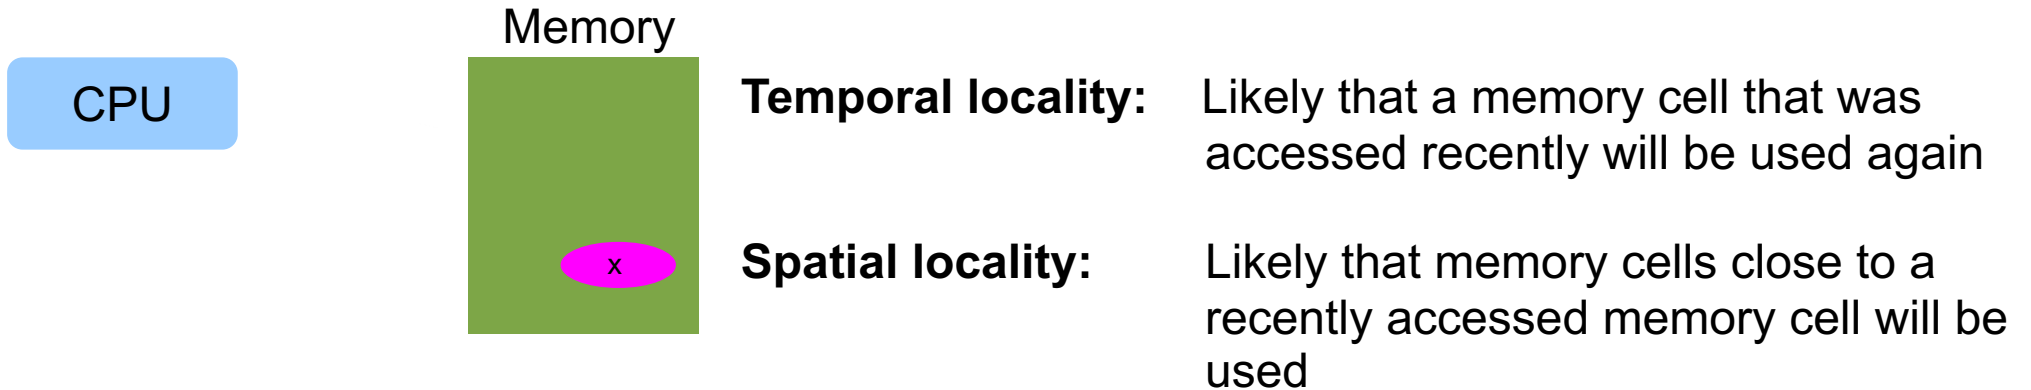 Memory
CPU
Temporal locality: Likely that a memory cell that was
accessed recently will be used again
x
Spatial locality: Likely that memory cells close to a
recently accessed memory cell will be
used